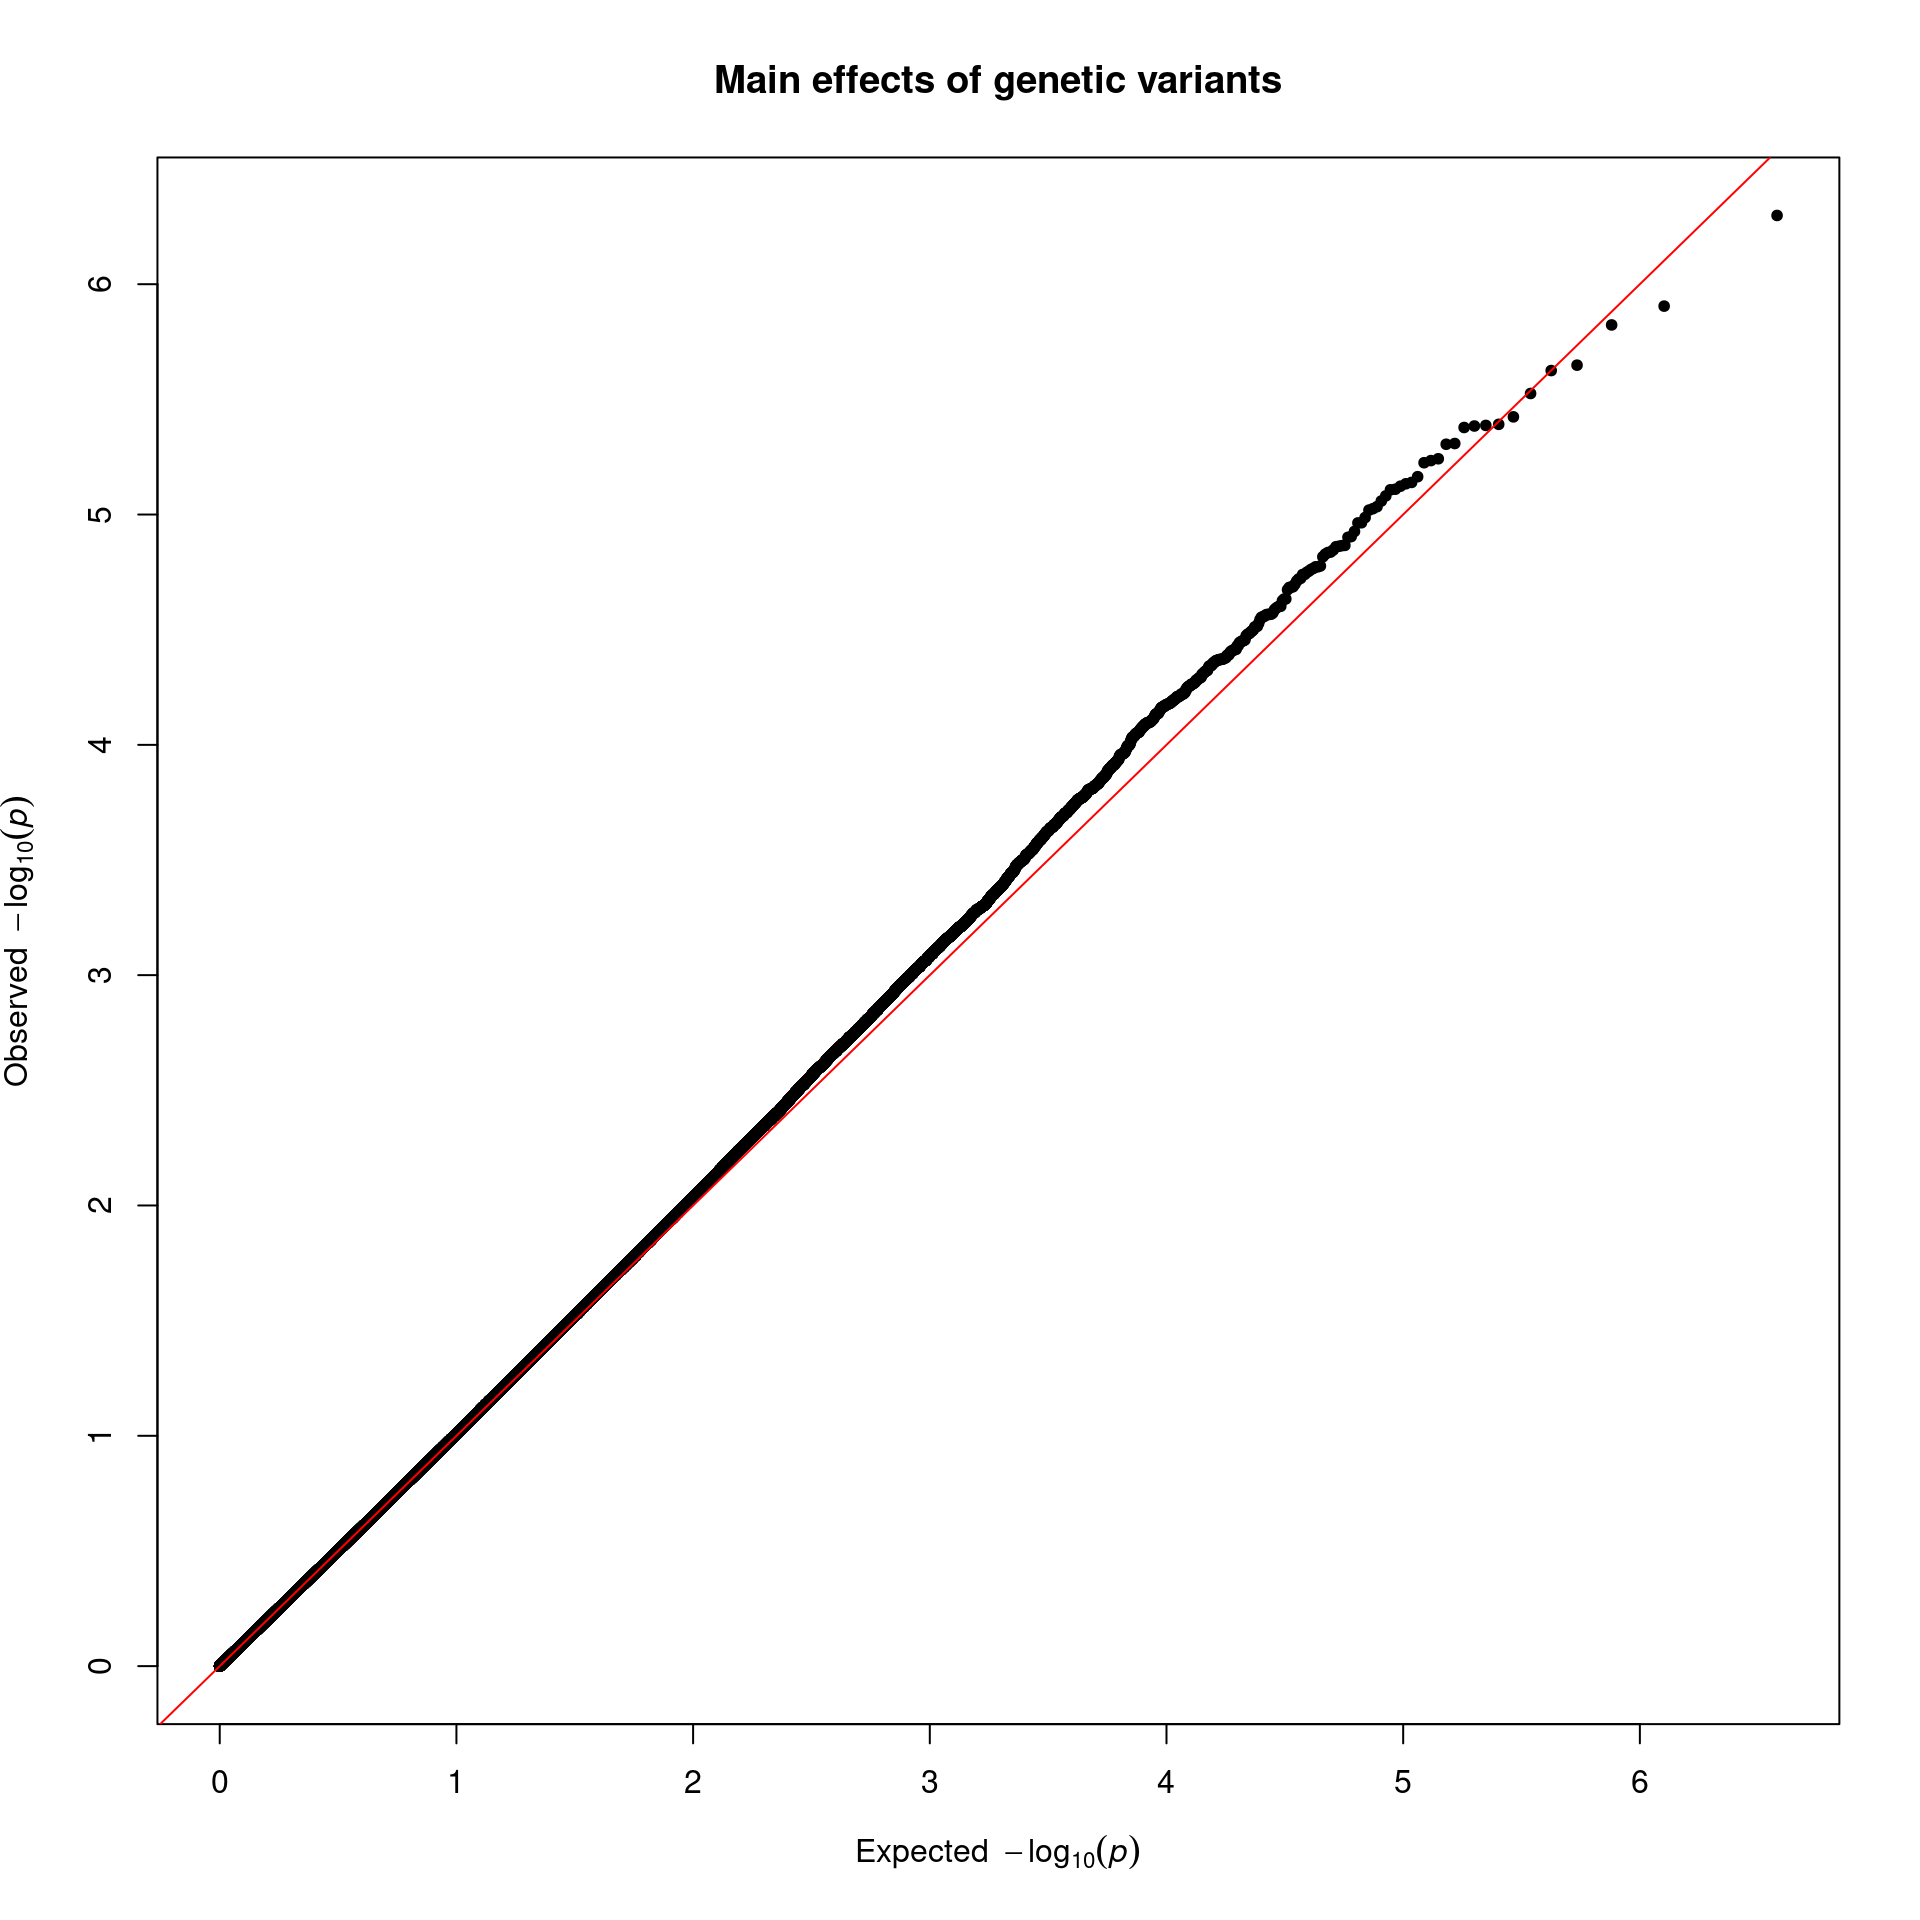 Main effects of genetic variants
Observed −log₁₀(p)
6
5
4
3
2
1
0
0 1 2 3 4 5 6
Expected −log₁₀(p)